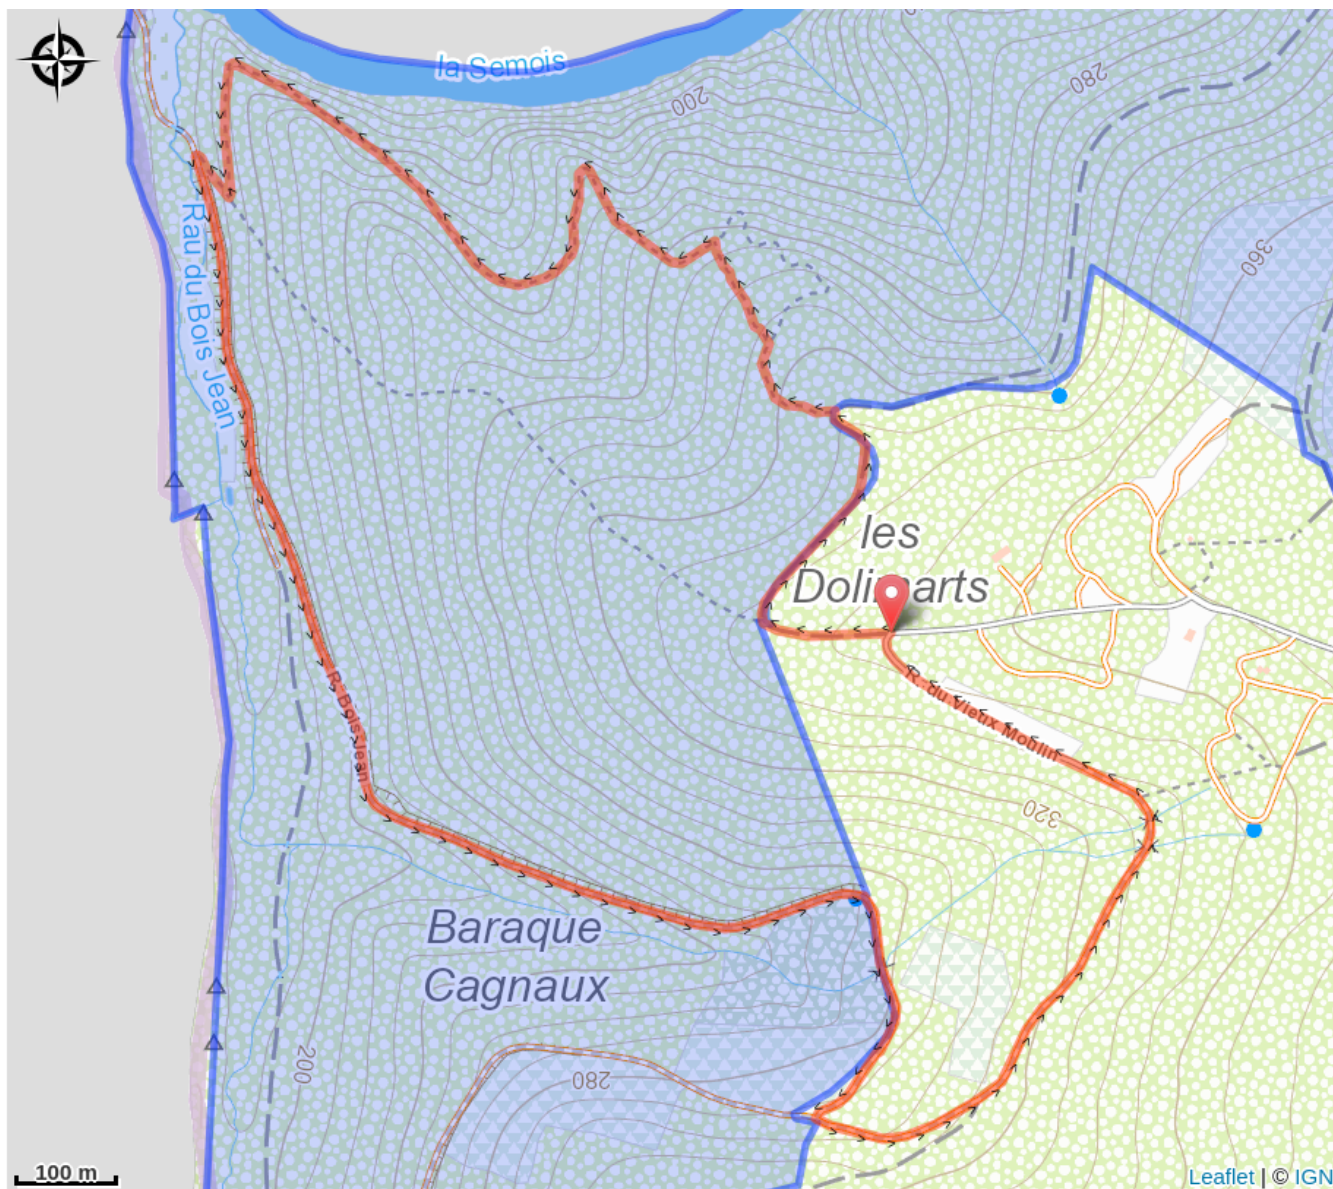 la Semois
200
280
360
Rau du Bois Jean
les
Dolimarts
R. du Vieux Moulin
R. Bois Jean
320
Baraque
Cagnaux
200
280
100 m
Leaflet | © IGN